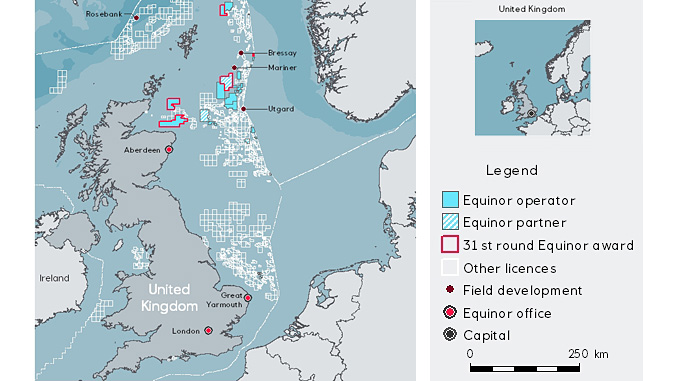 Rosebank
Bressay
Mariner
Utgard
Aberdeen
Ireland
United
Kingdom
Great
Yarmouth
London
United Kingdom
Legend
Equinor operator
Equinor partner
31 st round Equinor award
Other licences
Field development
Equinor office
Capital
0 250 km